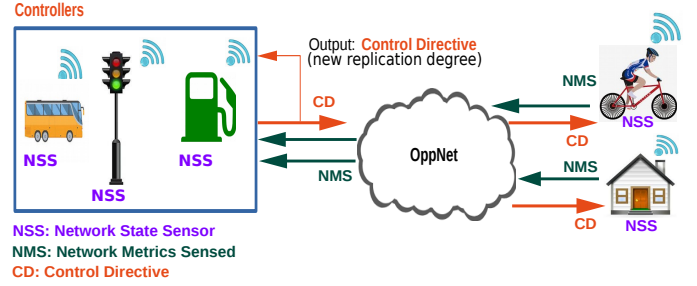 Controllers
Output: Control Directive
(new replication degree)
NMS
CD
NSS
CD
NSS
OppNet
NSS
NSS
NMS
NMS
NSS
CD
NSS: Network State Sensor
NMS: Network Metrics Sensed
CD: Control Directive